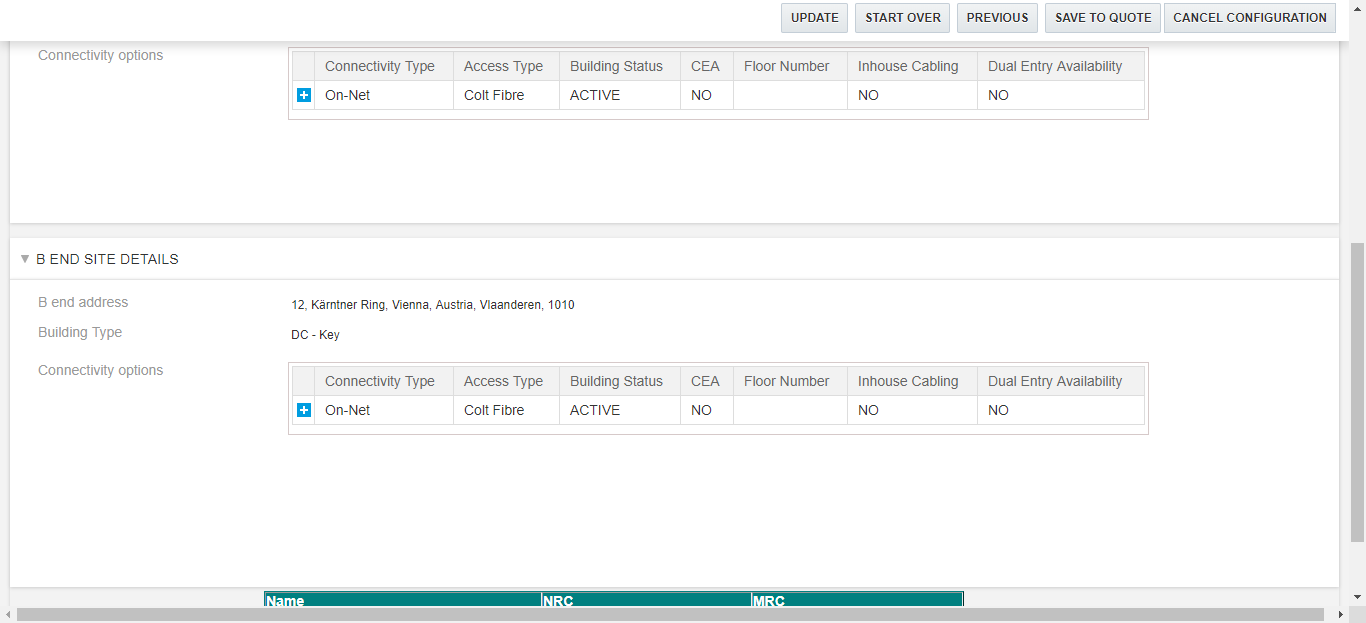 UPDATE START OVER PREVIOUS SAVE TO QUOTE CANCEL CONFIGURATION
Connectivity options
Connectivity Type Access Type Building Status CEA Floor Number Inhouse Cabling Dual Entry Availability
On-Net Colt Fibre ACTIVE NO NO NO
B END SITE DETAILS
B end address 12, Kärntner Ring, Vienna, Austria, Vlaanderen, 1010
Building Type DC - Key
Connectivity options
Connectivity Type Access Type Building Status CEA Floor Number Inhouse Cabling Dual Entry Availability
On-Net Colt Fibre ACTIVE NO NO NO
Name NRC MRC